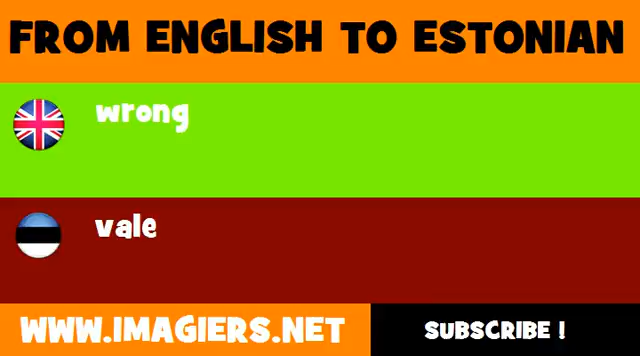 FROM ENGLISH TO ESTONIAN
wrong
vale
WWW.IMAGIERS.NET
SUBSCRIBE !